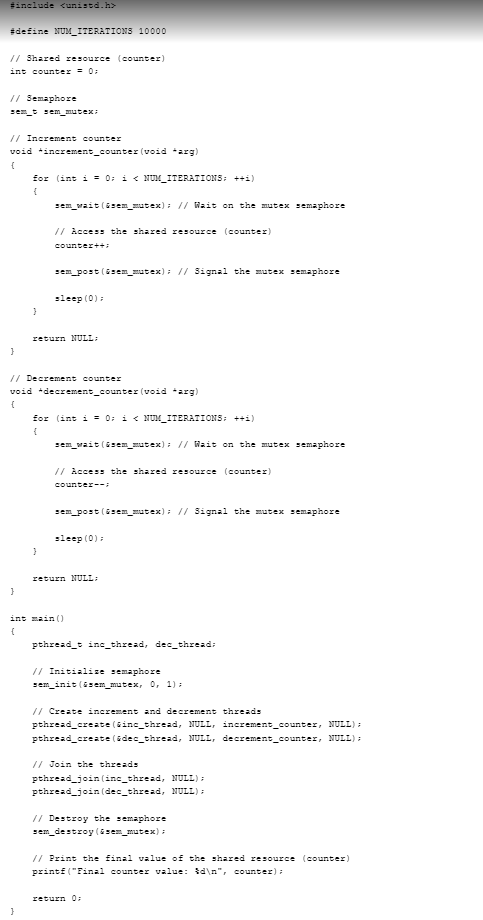 #include <unistd.h>

#define NUM_ITERATIONS 10000

// Shared resource (counter)
int counter = 0;

// Semaphore
sem_t sem_mutex;

// Increment counter
void *increment_counter(void *arg)
{
    for (int i = 0; i < NUM_ITERATIONS; ++i)
    {
        sem_wait(&sem_mutex); // Wait on the mutex semaphore

        // Access the shared resource (counter)
        counter++;

        sem_post(&sem_mutex); // Signal the mutex semaphore

        sleep(0);
    }

    return NULL;
}

// Decrement counter
void *decrement_counter(void *arg)
{
    for (int i = 0; i < NUM_ITERATIONS; ++i)
    {
        sem_wait(&sem_mutex); // Wait on the mutex semaphore

        // Access the shared resource (counter)
        counter--;

        sem_post(&sem_mutex); // Signal the mutex semaphore

        sleep(0);
    }

    return NULL;
}

int main()
{
    pthread_t inc_thread, dec_thread;

    // Initialize semaphore
    sem_init(&sem_mutex, 0, 1);

    // Create increment and decrement threads
    pthread_create(&inc_thread, NULL, increment_counter, NULL);
    pthread_create(&dec_thread, NULL, decrement_counter, NULL);

    // Join the threads
    pthread_join(inc_thread, NULL);
    pthread_join(dec_thread, NULL);

    // Destroy the semaphore
    sem_destroy(&sem_mutex);

    // Print the final value of the shared resource (counter)
    printf("Final counter value: %d\n", counter);

    return 0;
}